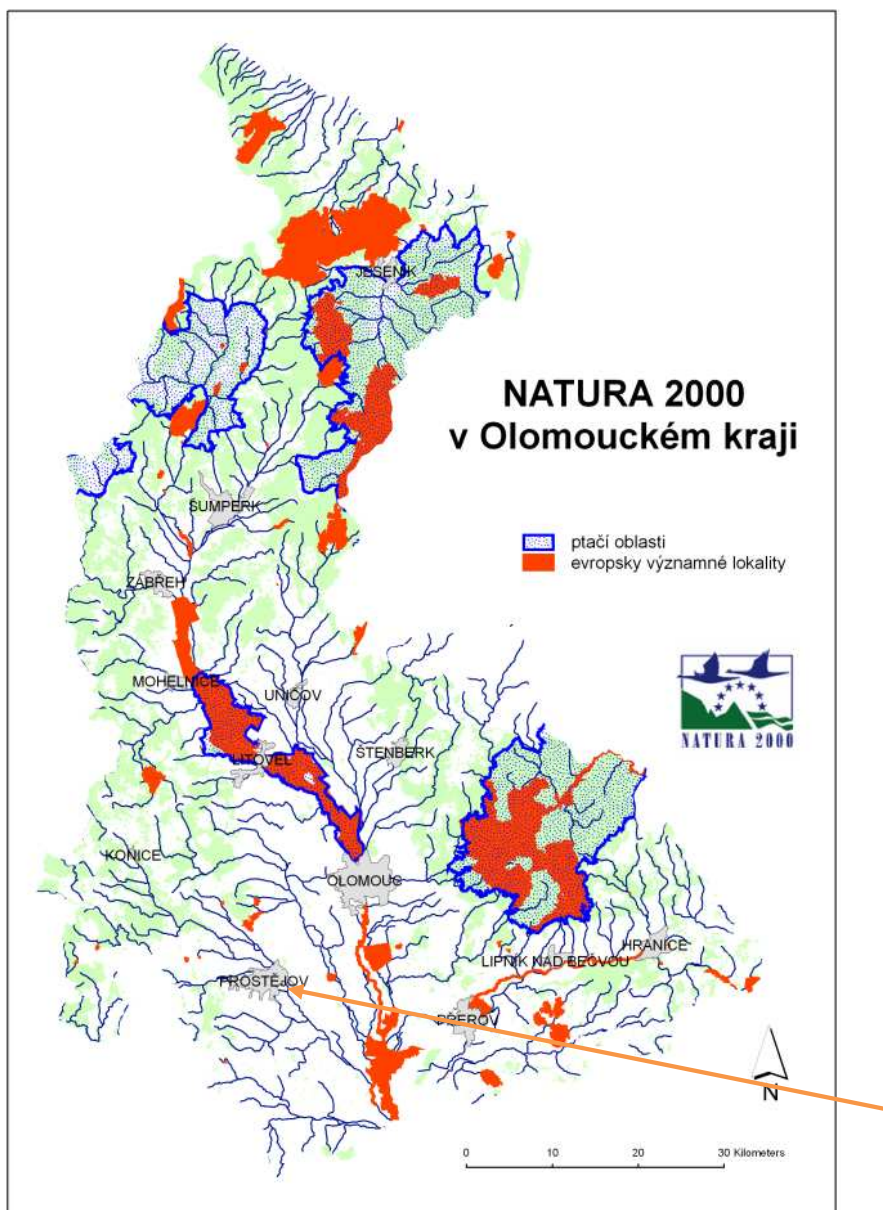 JESENÍK
NATURA 2000
v Olomouckém kraji
ŠUMPERK
ptačí oblasti
evropsky významné lokality
ZÁBŘEH
MOHELNICE
UNIČOV
NATURA 2000
LITOVEL
ŠTENBERK
KONICE
OLOMOUC
HRANICE
LIPNÍK NAD BEČVOU
PROSTĚJOV
PŘEROV
N
0 10 20 30 Kilometers